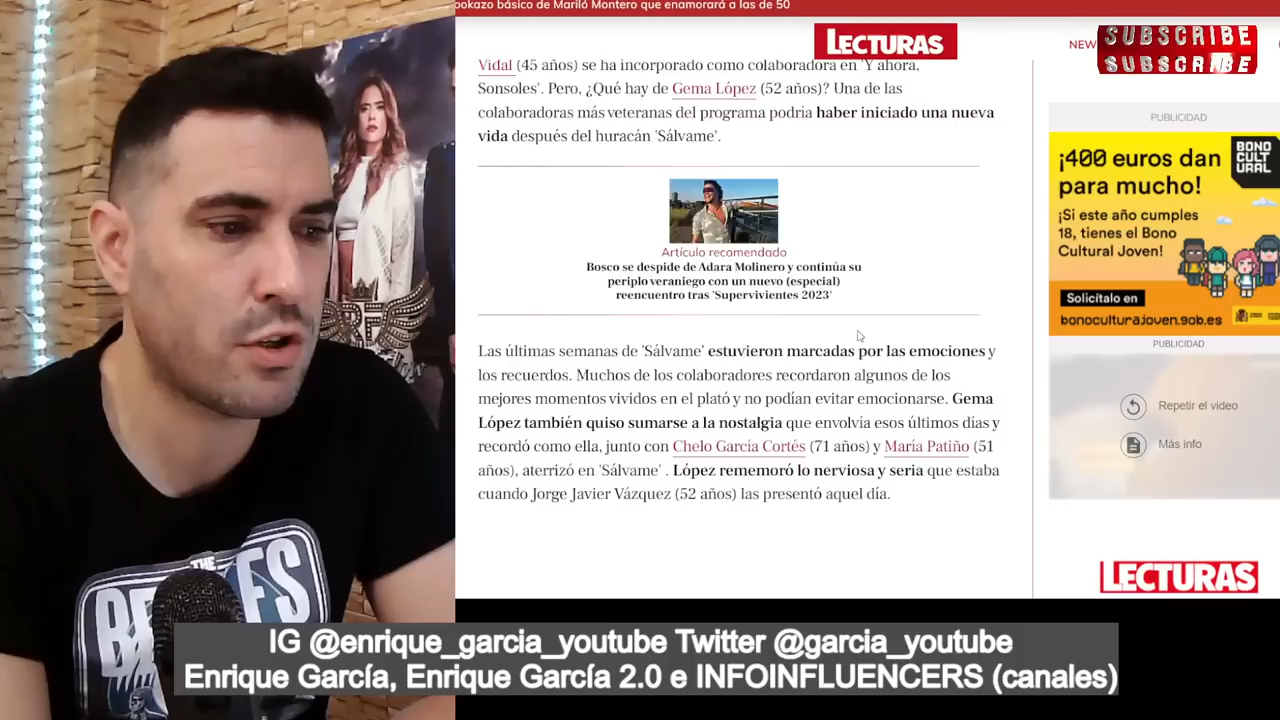 ookazo básico de Mariló Montero que enamorará a las de 50
LECTURAS
NEW
SUBSCRIBE
SUBSCRIBE
Vidal (45 años) se ha incorporado como colaboradora en 'Y ahora,
Sonsoles'. Pero, ¿Qué hay de Gema López (52 años)? Una de las
colaboradoras más veteranas del programa podría haber iniciado una nueva
vida después del huracán 'Sálvame'.
Artículo recomendado
Bosco se despide de Adara Molinero y continúa su
periplo veraniego con un nuevo (especial)
reencuentro tras 'Supervivientes 2023'
Las últimas semanas de 'Sálvame' estuvieron marcadas por las emociones y
los recuerdos. Muchos de los colaboradores recordaron algunos de los
mejores momentos vividos en el plató y no podían evitar emocionarse. Gema
López también quiso sumarse a la nostalgia que envolvía esos últimos días y
recordó como ella, junto con Chelo García Cortés (71 años) y María Patiño (51
años), aterrizó en 'Sálvame' . López rememoró lo nerviosa y seria que estaba
cuando Jorge Javier Vázquez (52 años) las presentó aquel día.
PUBLICIDAD
¡400 euros dan
para mucho!
BONO
CULT
URAL
¡Si este año cumples
18, tienes el Bono
Cultural Joven!
Solicítalo en
bonoculturajoven.gob.es
PUBLICIDAD
Repetir el video
Más info
LECTURAS
THE
IG @enrique_garcia_youtube Twitter @garcia_youtube
Enrique García, Enrique García 2.0 e INFOINFLUENCERS (canales)